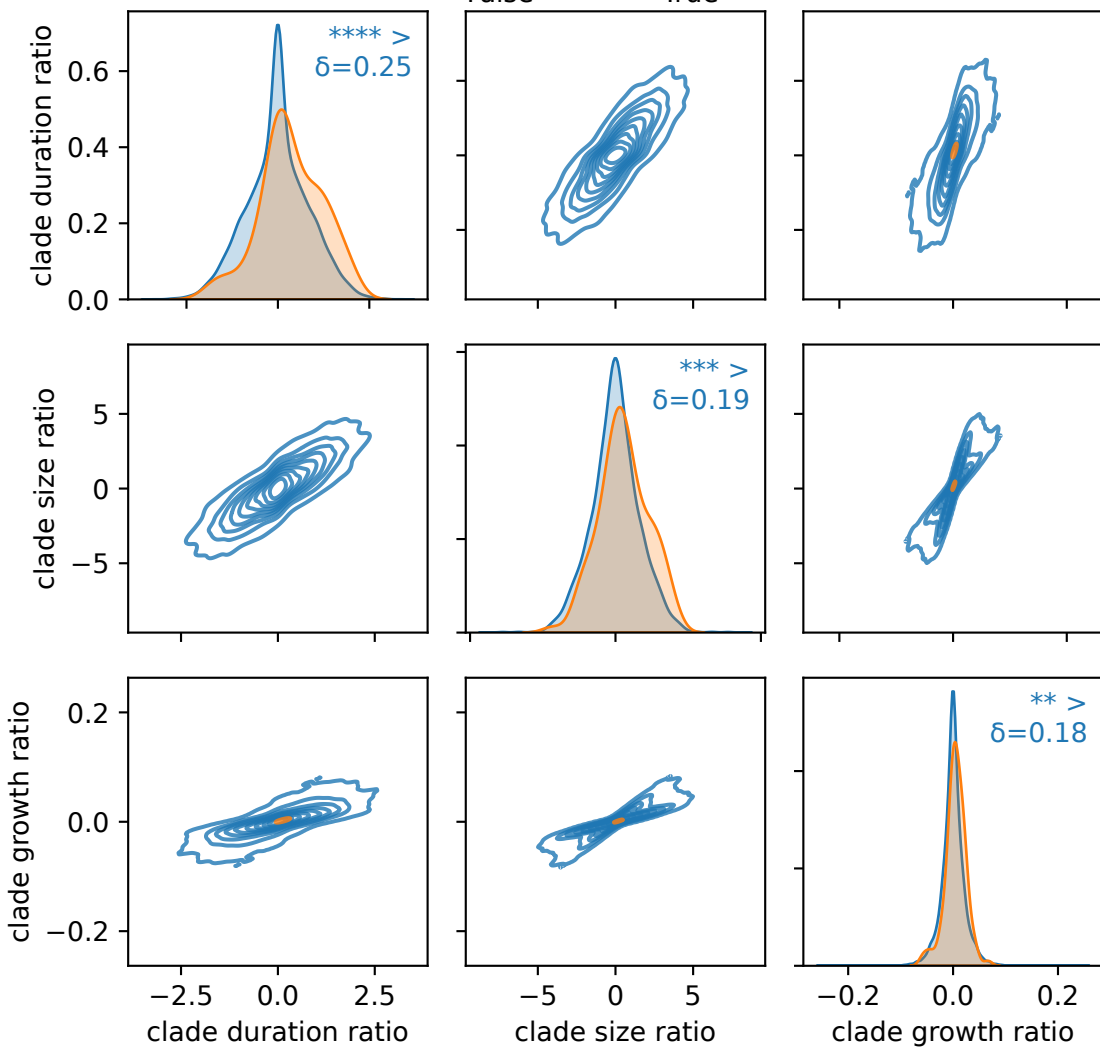 **** >
δ=0.25
clade duration ratio
0.6
0.4
0.2
0.0
*** >
δ=0.19
clade size ratio
5
0
−5
** >
δ=0.18
clade growth ratio
0.2
0.0
−0.2
−2.5 0.0 2.5
−5 0 5
−0.2 0.0 0.2
clade duration ratio
clade size ratio
clade growth ratio